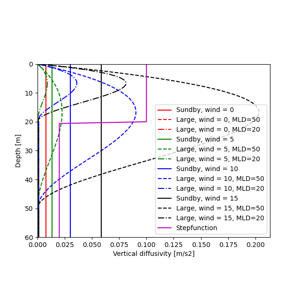 0
10
20
30
40
50
60
Depth [m]
0.000
0.025
0.050
0.075
0.100
0.125
0.150
0.175
0.200
Vertical diffusivity [m/s2]
Sundby, wind = 0
Large, wind = 0, MLD=50
Large, wind = 0, MLD=20
Sundby, wind = 5
Large, wind = 5, MLD=50
Large, wind = 5, MLD=20
Sundby, wind = 10
Large, wind = 10, MLD=50
Large, wind = 10, MLD=20
Sundby, wind = 15
Large, wind = 15, MLD=50
Large, wind = 15, MLD=20
Stepfunction